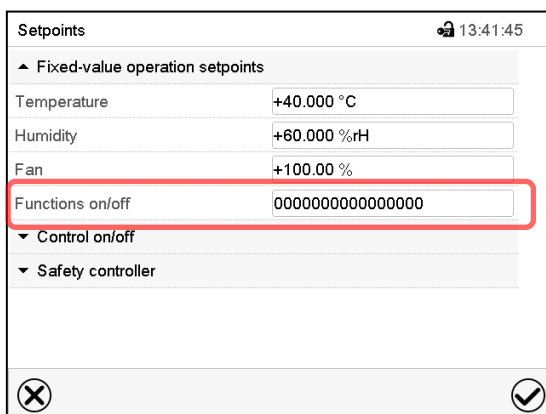 Setpoints 13:41:45
Fixed-value operation setpoints
Temperature +40.000 °C
Humidity +60.000 %rH
Fan +100.00 %
Functions on/off 0000000000000000
Control on/off
Safety controller